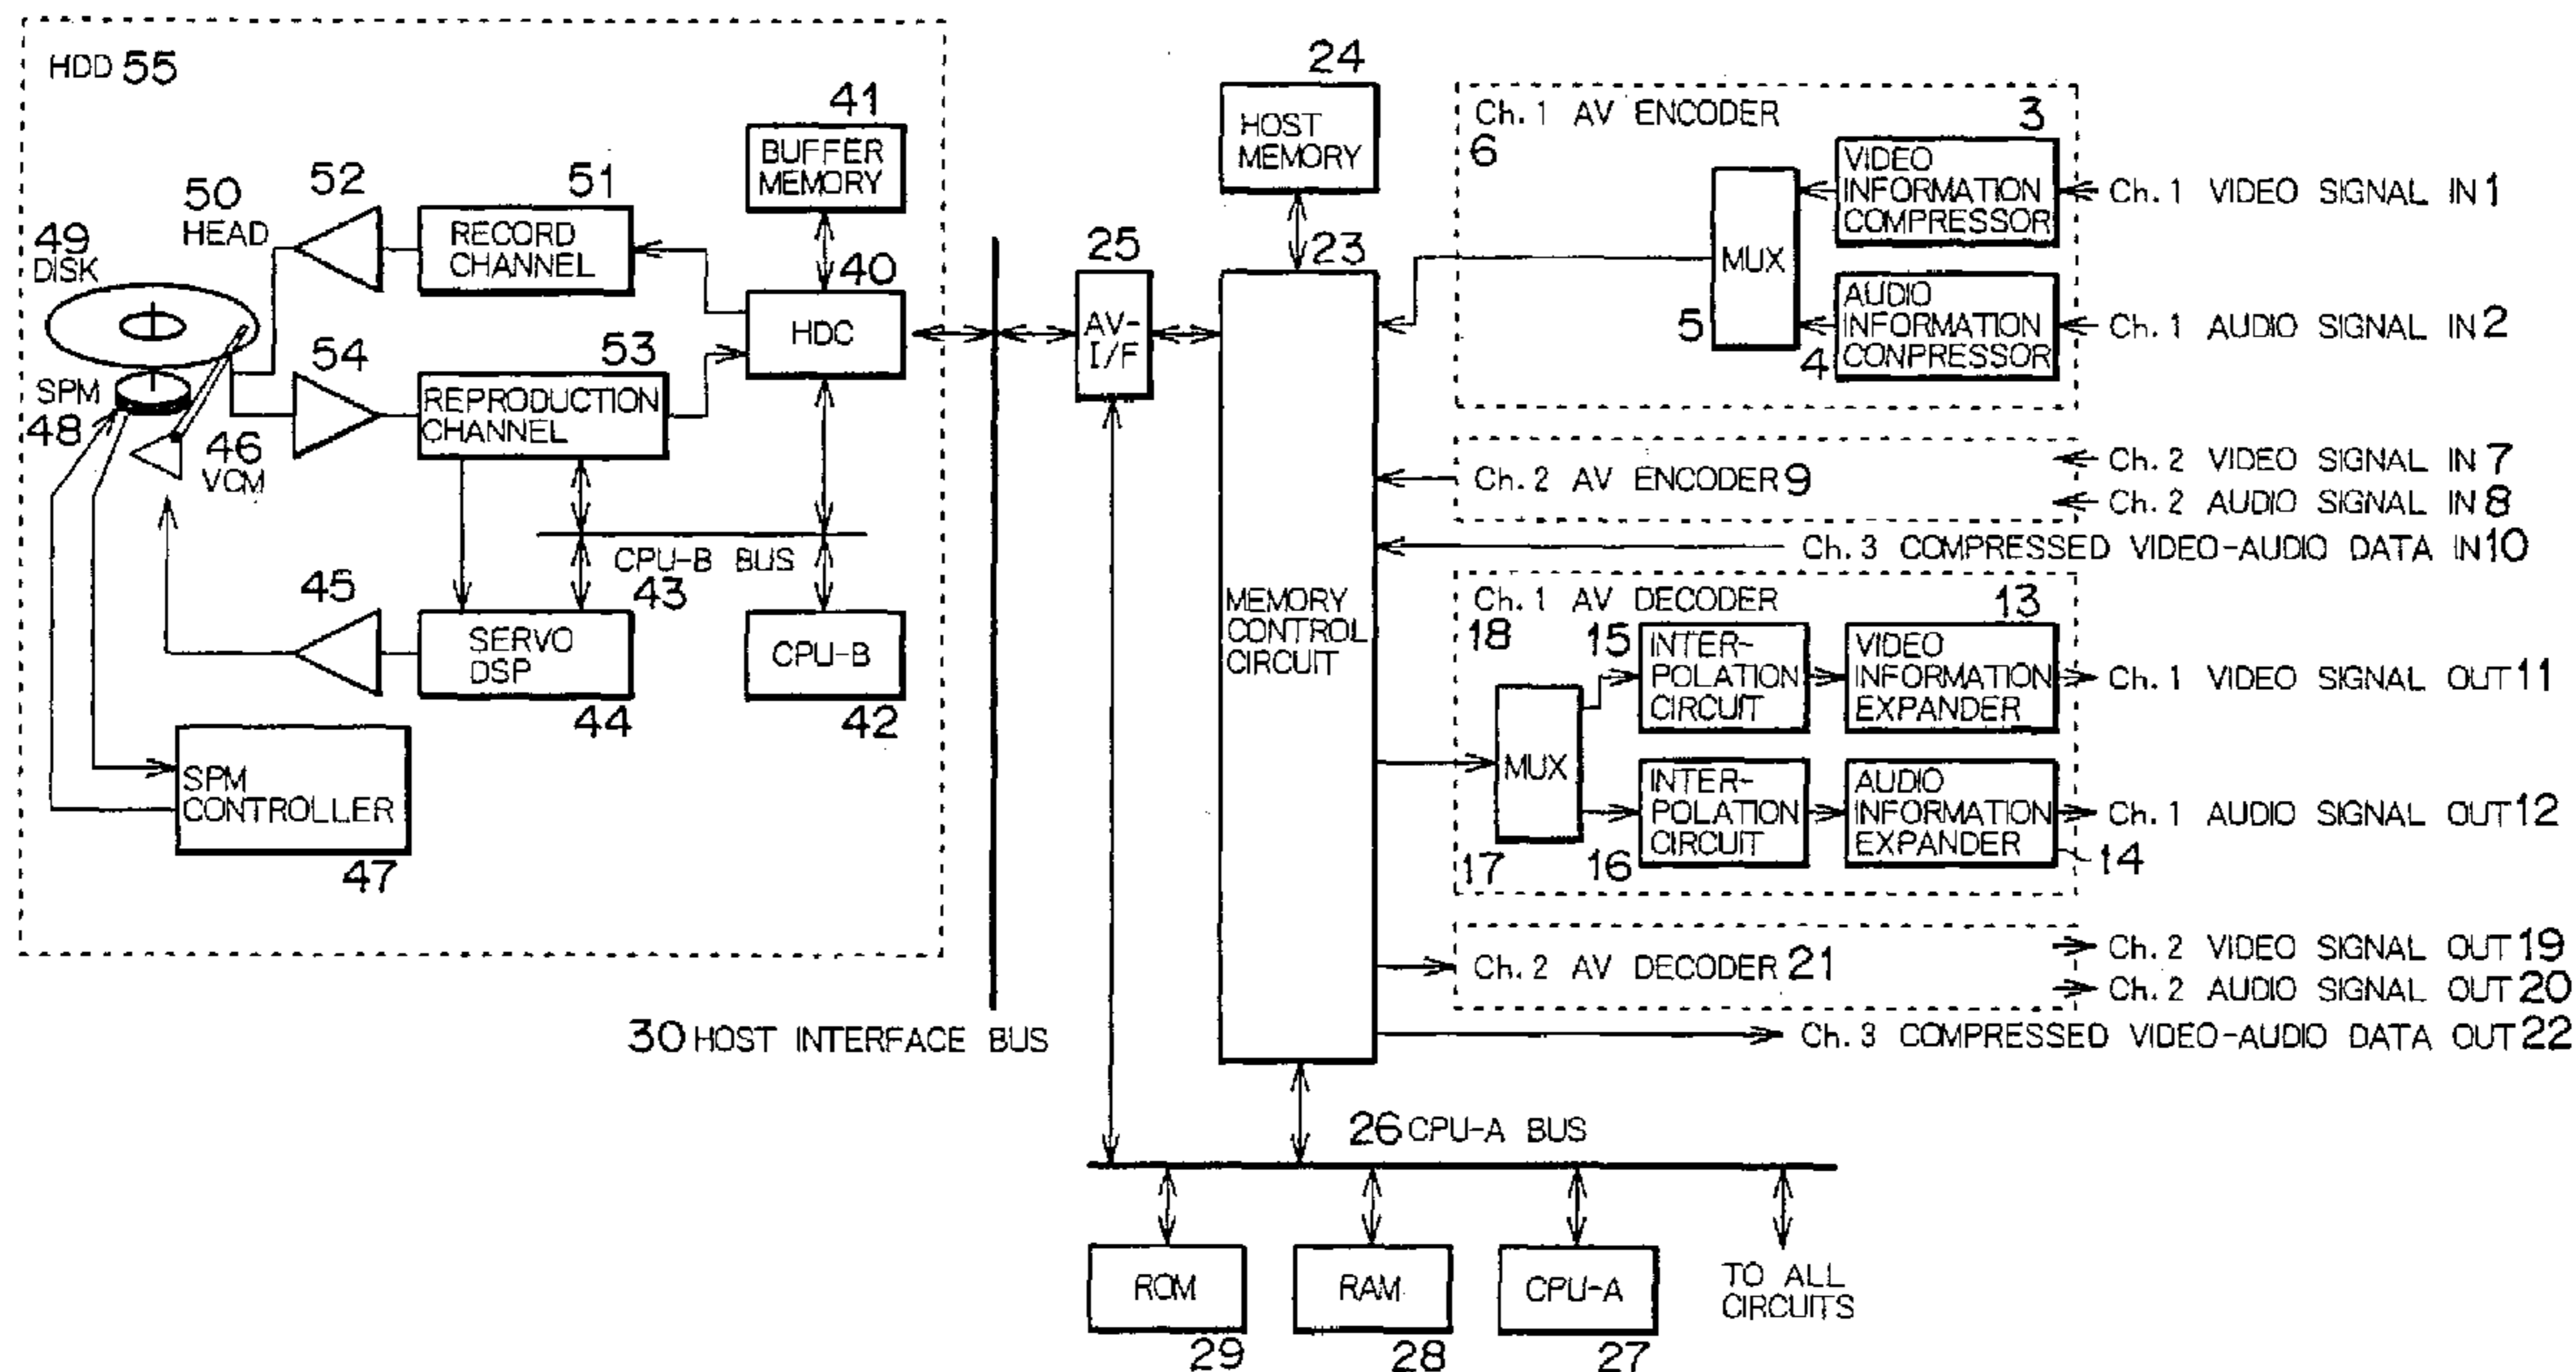 HDD 55
41
BUFFER
MEMORY
50
HEAD
52
51
RECORD
CHANNEL
49
DISK
40
HDC
54
53
REPRODUCTION
CHANNEL
SPM
48
46
VCM
CPU-B BUS
43
45
SERVO
DSP
44
CPU-B
42
SPM
CONTROLLER
47
30 HOST INTERFACE BUS
25
AV-
I/F
24
HOST
MEMORY
23
MEMORY
CONTROL
CIRCUIT
Ch. 1 AV ENCODER
6
3
VIDEO
INFORMATION
COMPRESSOR
MUX
5
AUDIO
INFORMATION
CONPRESSOR
4
Ch. 1 VIDEO SIGNAL IN 1
Ch. 1 AUDIO SIGNAL IN 2
Ch. 2 AV ENCODER 9
Ch. 2 VIDEO SIGNAL IN 7
Ch. 2 AUDIO SIGNAL IN 8
Ch. 3 COMPRESSED VIDEO-AUDIO DATA IN 10
Ch. 1 AV DECODER
18
15
INTER-
POLATION
CIRCUIT
13
VIDEO
INFORMATION
EXPANDER
Ch. 1 VIDEO SIGNAL OUT 11
MUX
17
INTER-
POLATION
CIRCUIT
16
AUDIO
INFORMATION
EXPANDER
14
Ch. 1 AUDIO SIGNAL OUT 12
Ch. 2 AV DECODER 21
Ch. 2 VIDEO SIGNAL OUT 19
Ch. 2 AUDIO SIGNAL OUT 20
Ch. 3 COMPRESSED VIDEO-AUDIO DATA OUT 22
26 CPU-A BUS
ROM
29
RAM
28
CPU-A
27
TO ALL
CIRCUITS